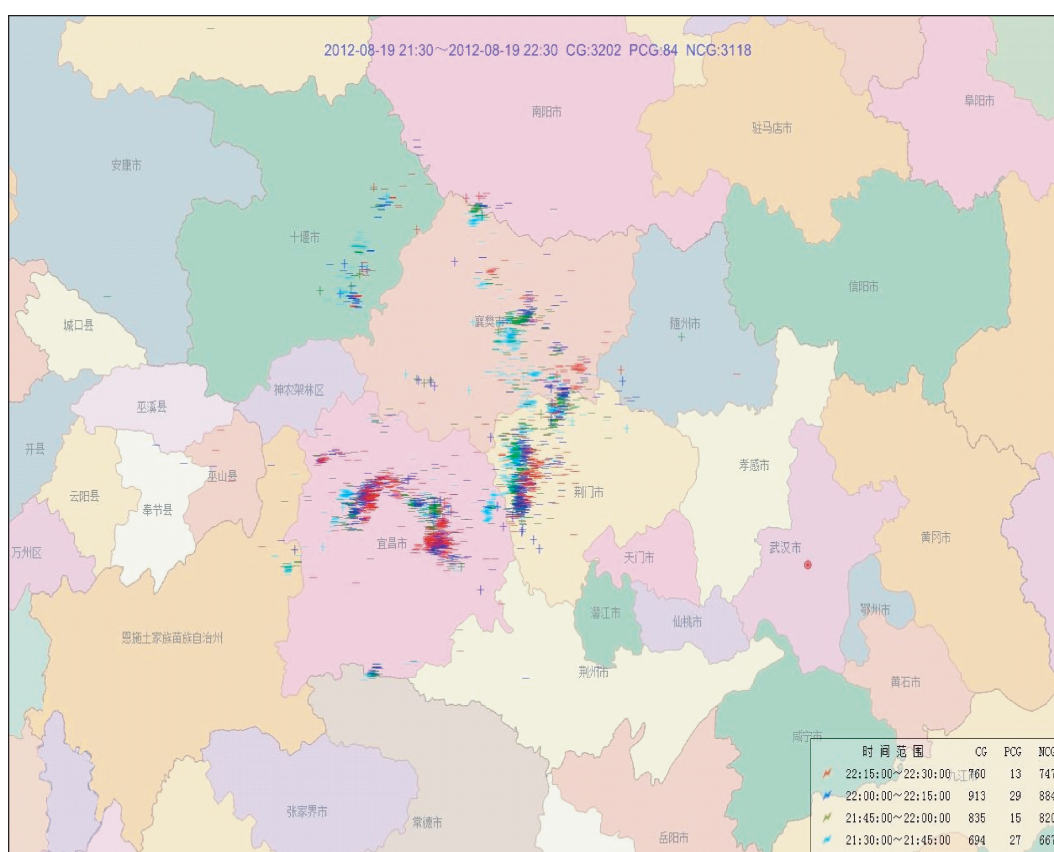 2012-08-19 21:30～2012-08-19 22:30 CG:3202 PCG:84 NCG:3118
南阳市
阜阳市
驻马店市
安康市
十堰市
信阳市
城口县
襄樊市
随州市
神农架林区
巫溪县
开县
孝感市
巫山县
云阳县
荆门市
奉节县
宜昌市
黄冈市
武汉市
万州区
天门市
鄂州市
潜江市
仙桃市
恩施土家族苗族自治州
荆州市
黄石市
咸宁市
九江市
张家界市
常德市
岳阳市
时间范围 CG PCG NCG
22:15:00～22:30:00 760 13 747
22:00:00～22:15:00 913 29 884
21:45:00～22:00:00 835 15 820
21:30:00～21:45:00 694 27 667